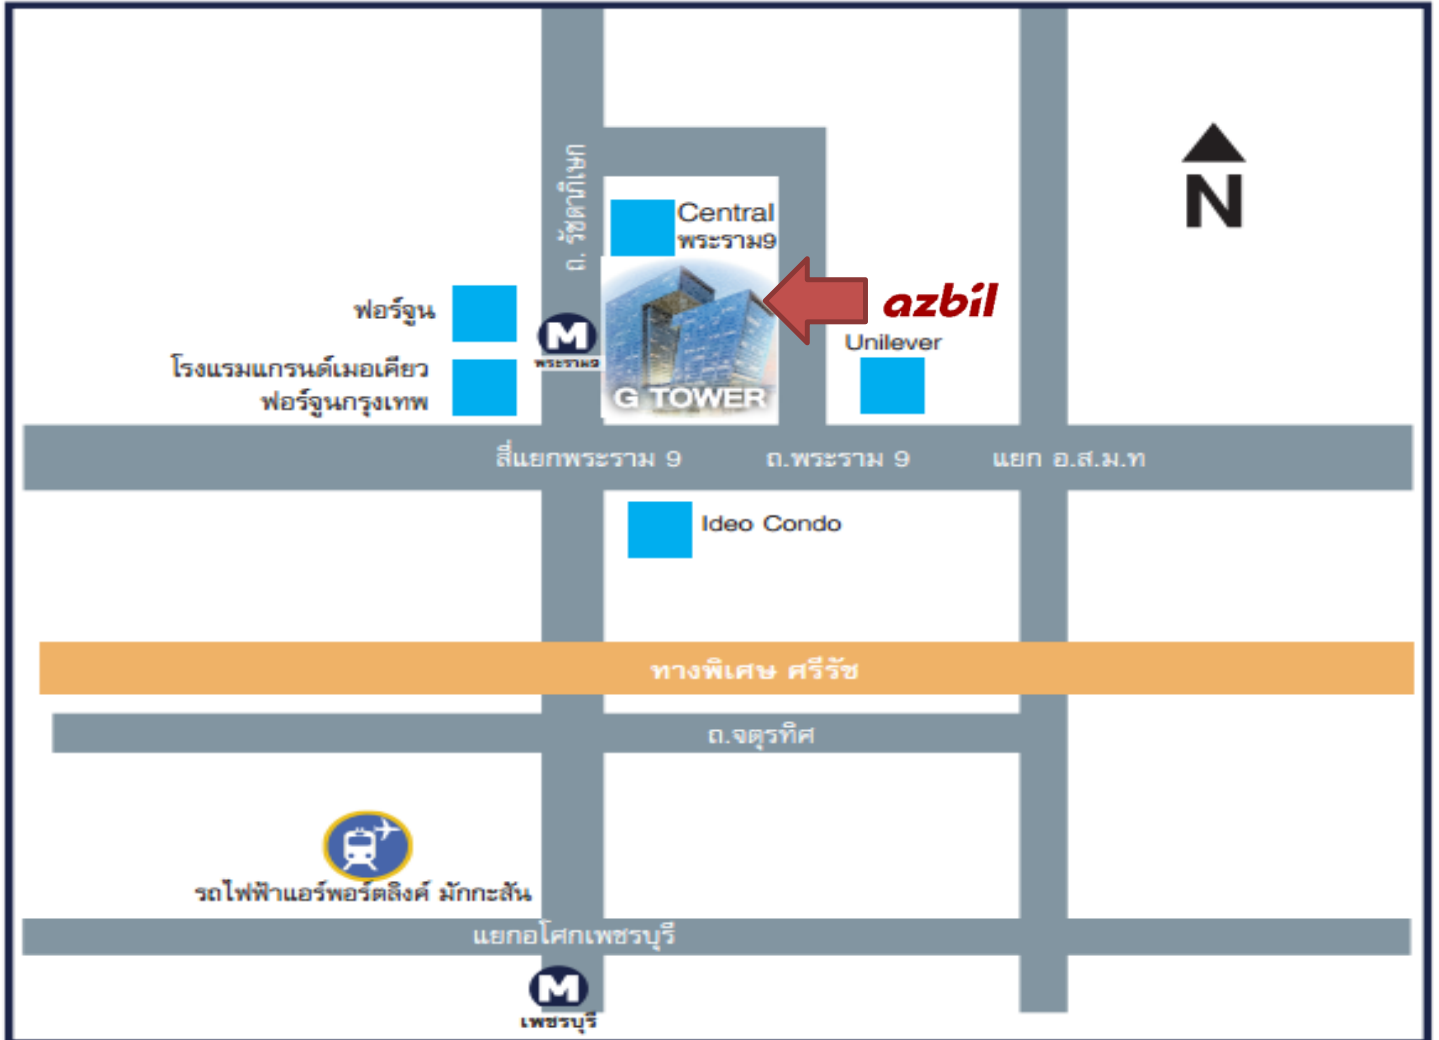 ถ. รัชดาภิเษก
Central
พระราม9
N
ฟอร์จูน
M
พระราม9
azbil
Unilever
โรงแรมแกรนด์เมอเคียว
ฟอร์จูนกรุงเทพ
G TOWER
สี่แยกพระราม 9
ถ.พระราม 9
แยก อ.ส.ม.ท
Ideo Condo
ทางพิเศษ ศรีรัช
ถ.จตุรทิศ
รถไฟฟ้าแอร์พอร์ตลิงค์ มักกะสัน
แยกอโศกเพชรบุรี
M
เพชรบุรี